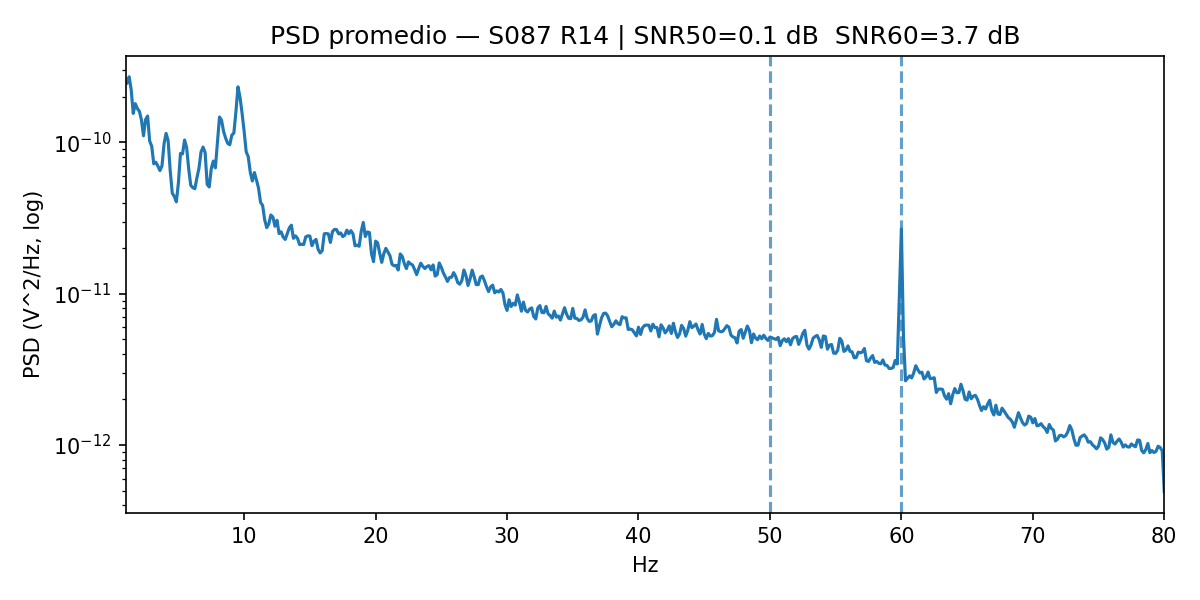 PSD promedio — S087 R14 | SNR50=0.1 dB  SNR60=3.7 dB
PSD (V^2/Hz, log)
10⁻¹⁰
10⁻¹¹
10⁻¹²
10 20 30 40 50 60 70 80
Hz